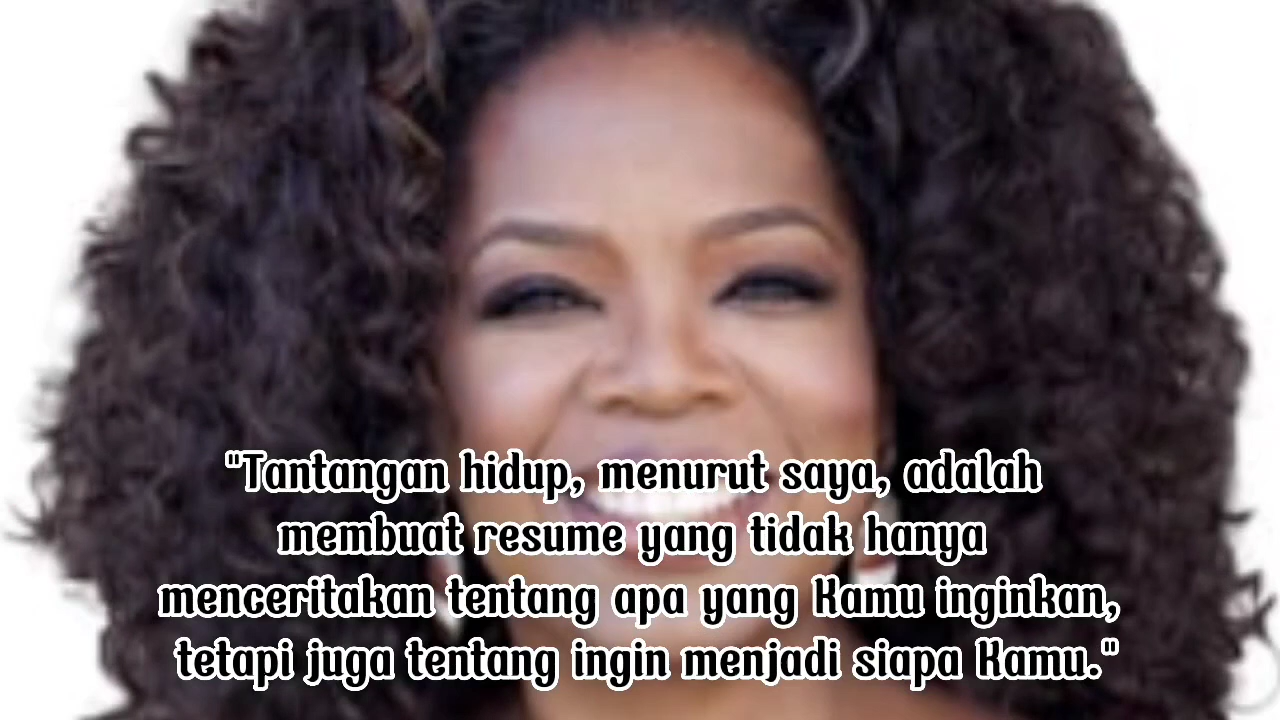 "Tantangan hidup, menurut saya, adalah
membuat resume yang tidak hanya
menceritakan tentang apa yang Kamu inginkan,
tetapi juga tentang ingin menjadi siapa Kamu."